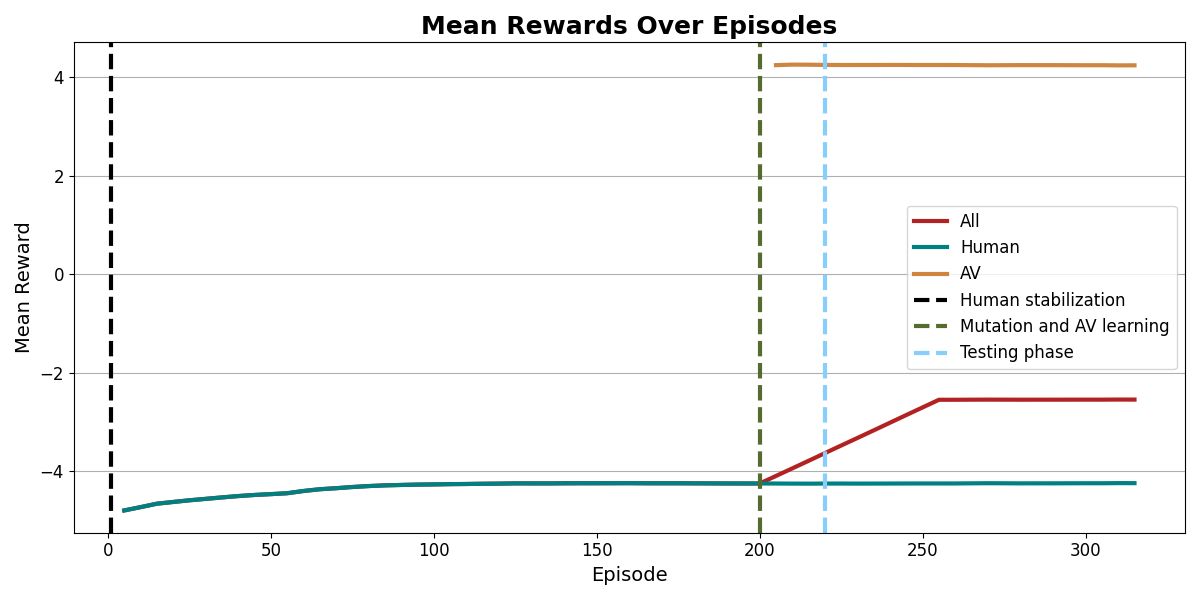 Mean Rewards Over Episodes
Mean Reward
4
2
0
−2
−4
All
Human
AV
Human stabilization
Mutation and AV learning
Testing phase
0 50 100 150 200 250 300
Episode